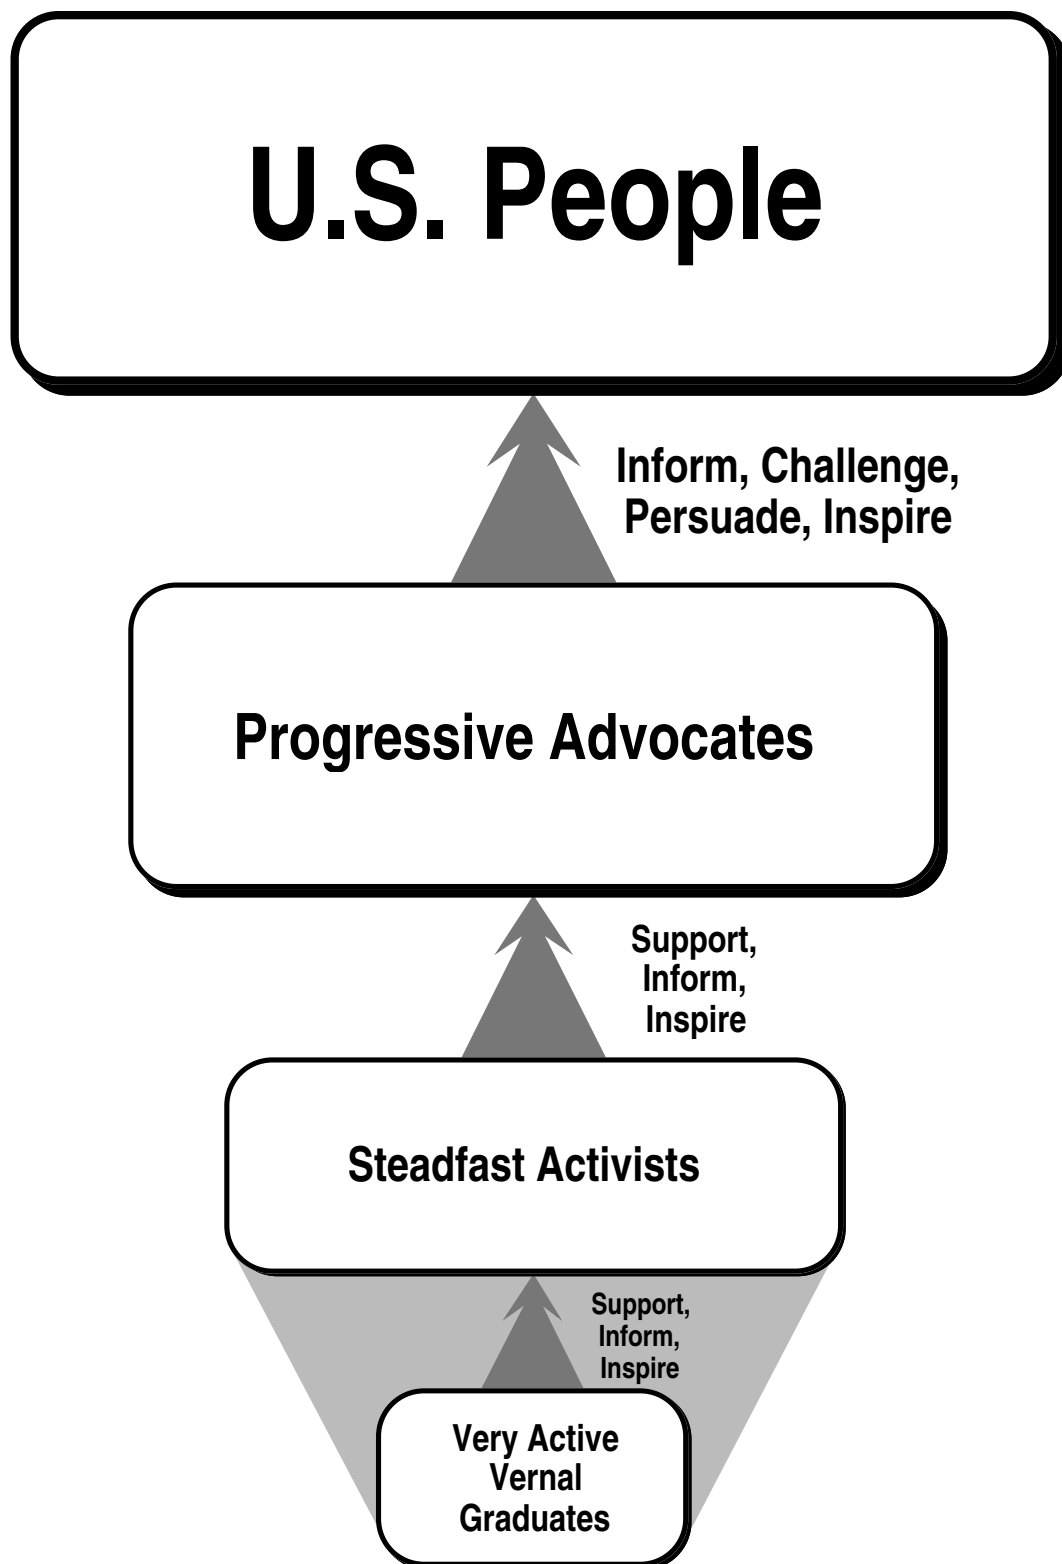 U.S. People
Inform, Challenge,
Persuade, Inspire
Progressive Advocates
Support,
Inform,
Inspire
Steadfast Activists
Support,
Inform,
Inspire
Very Active
Vernal
Graduates